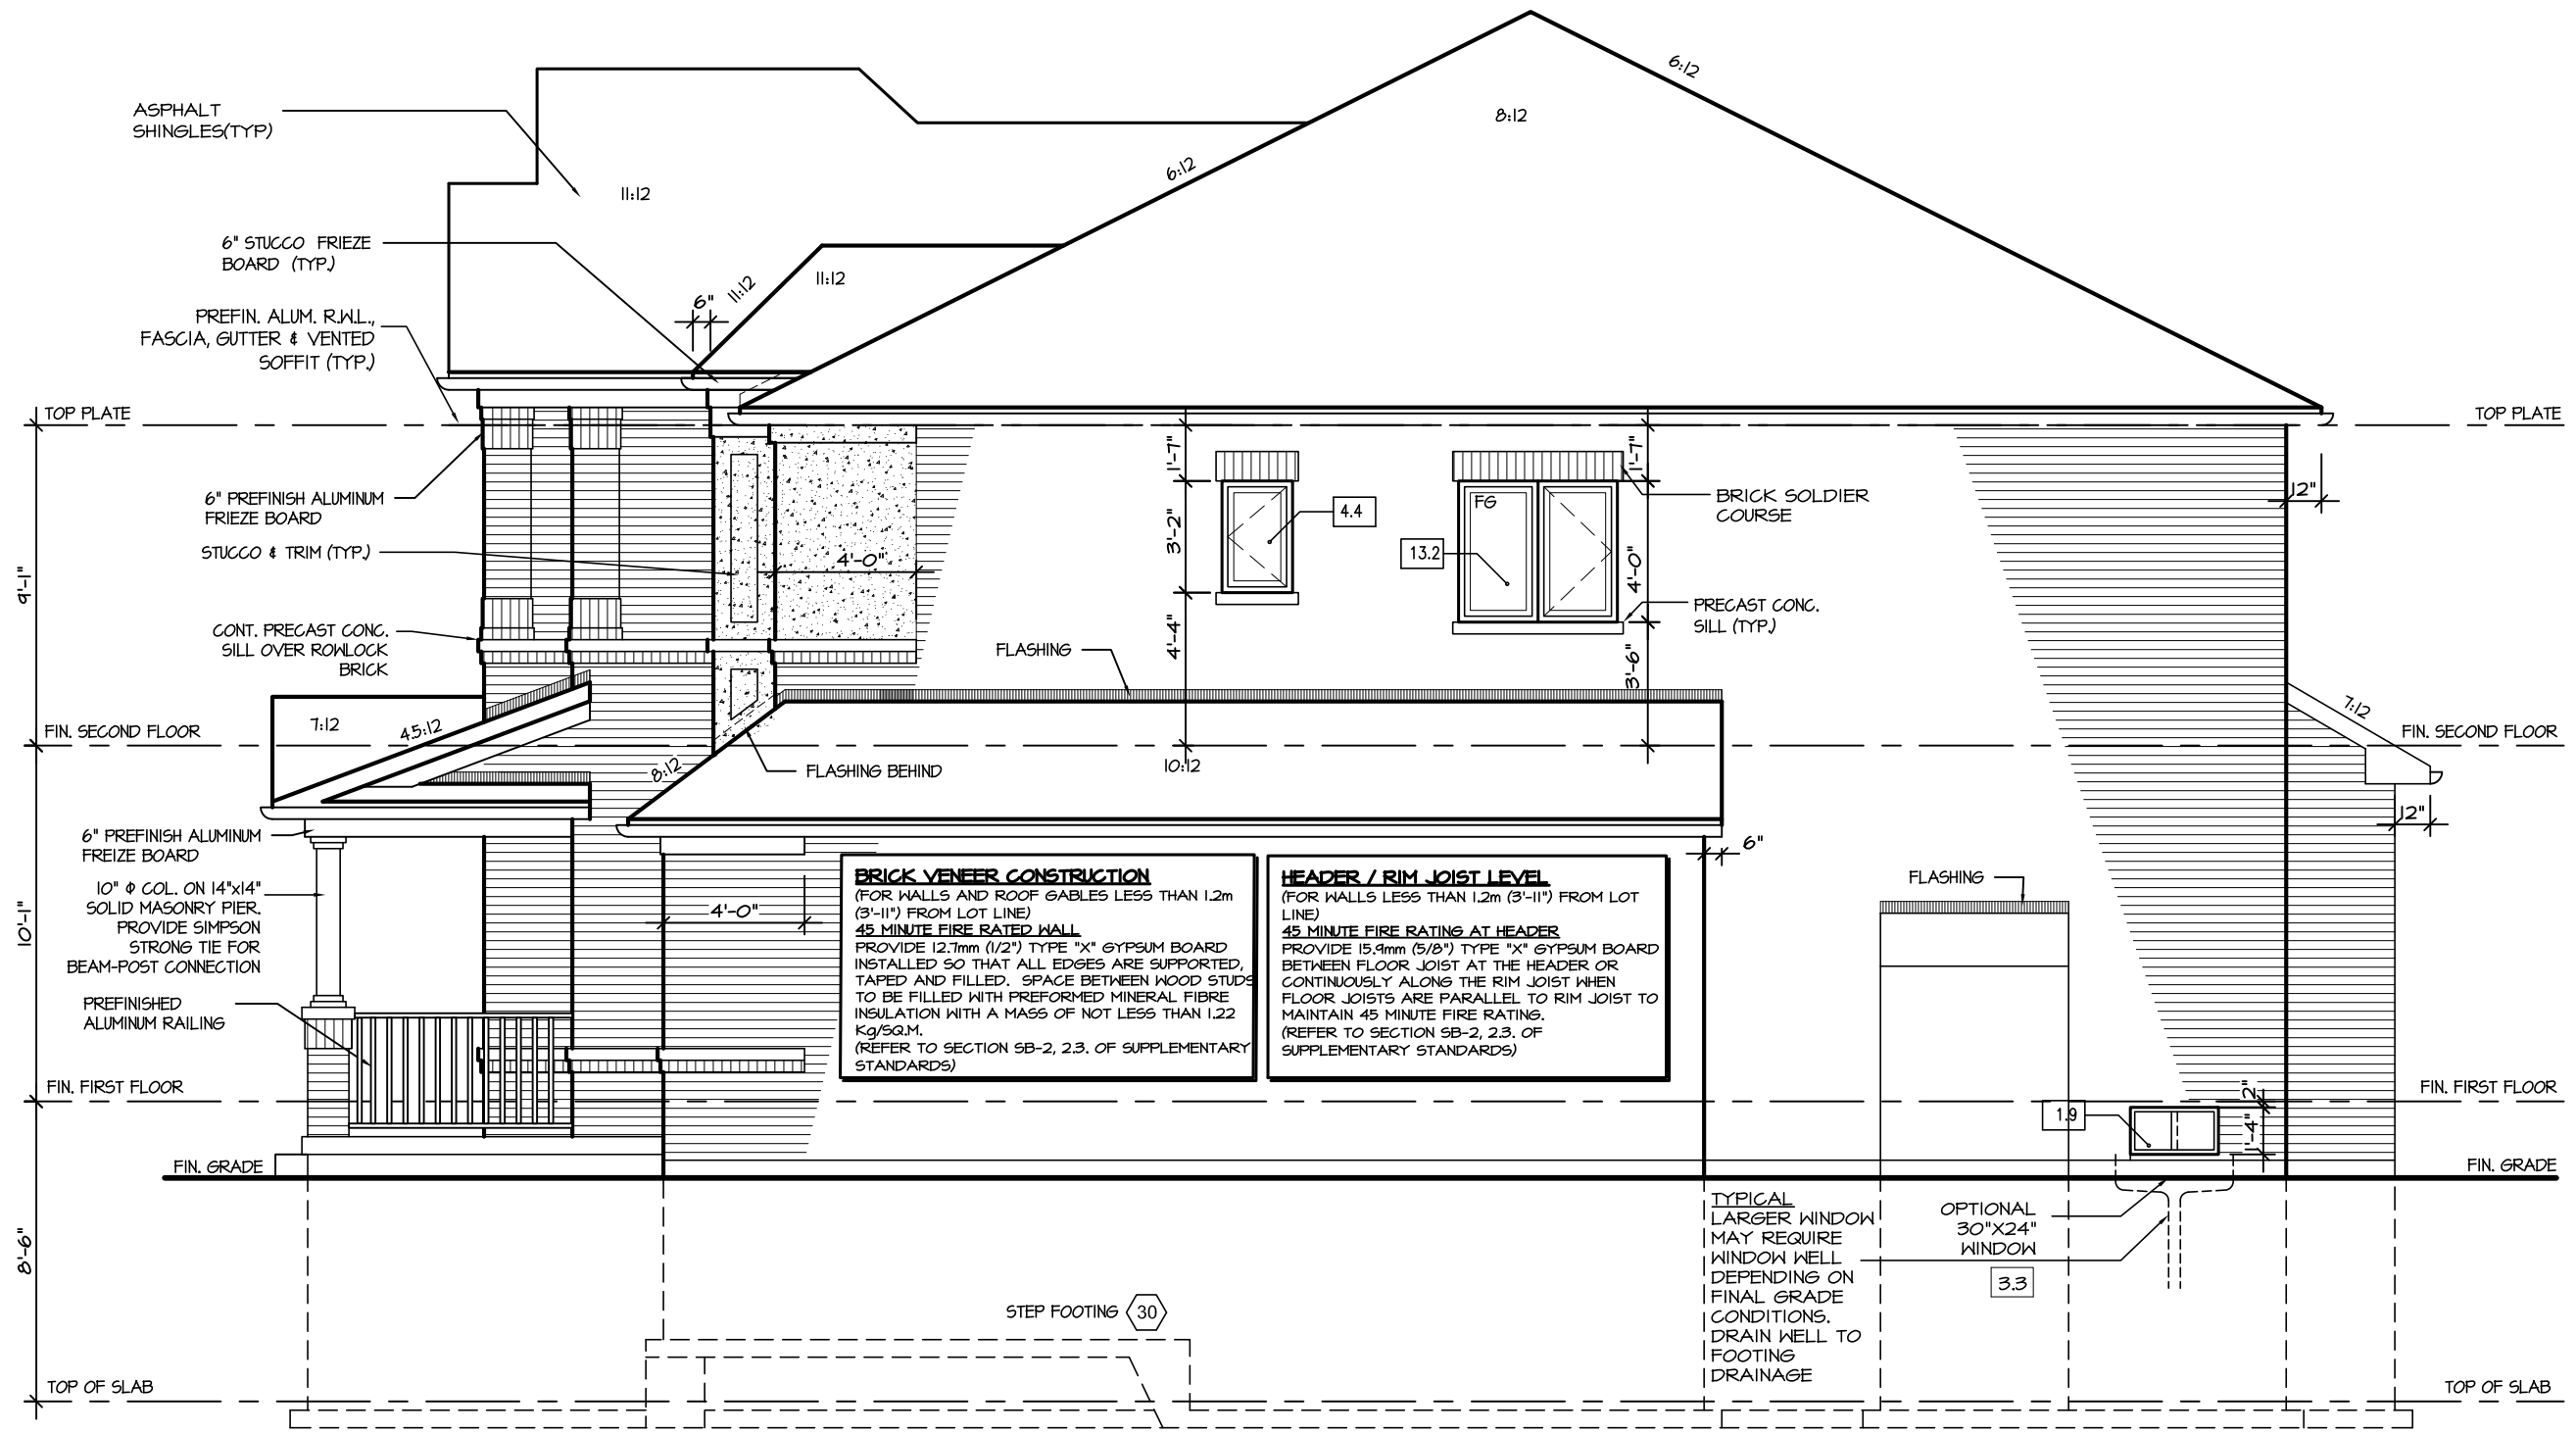 6:12
8:12
6:12
ASPHALT
SHINGLES(TYP)
11:12
6" STUCCO FRIEZE
BOARD (TYP.)
11:12
11:12
6"
PREFIN. ALUM. R.W.L.,
FASCIA, GUTTER & VENTED
SOFFIT (TYP.)
TOP PLATE
TOP PLATE
1'-7"
1'-7"
6" PREFINISH ALUMINUM
FRIEZE BOARD
FG
4.4
BRICK SOLDIER
COURSE
12"
STUCCO & TRIM (TYP.)
4'-0"
3'-2"
13.2
4'-0"
9'-1"
PRECAST CONC.
SILL (TYP.)
CONT. PRECAST CONC.
SILL OVER ROWLOCK
BRICK
FLASHING
4'-4"
3'-6"
7:12
4.5:12
7:12
FIN. SECOND FLOOR
FIN. SECOND FLOOR
8:12
FLASHING BEHIND
10:12
12"
6" PREFINISH ALUMINUM
FREIZE BOARD
6"
10" Φ COL. ON 14"x14"
SOLID MASONRY PIER.
PROVIDE SIMPSON
STRONG TIE FOR
BEAM-POST CONNECTION
4'-0"
10'-1"
BRICK VENEER CONSTRUCTION
(FOR WALLS AND ROOF GABLES LESS THAN 1.2m
(3'-11") FROM LOT LINE)
45 MINUTE FIRE RATED WALL
PROVIDE 12.7mm (1/2") TYPE "X" GYPSUM BOARD
INSTALLED SO THAT ALL EDGES ARE SUPPORTED,
TAPED AND FILLED. SPACE BETWEEN WOOD STUDS
TO BE FILLED WITH PREFORMED MINERAL FIBRE
INSULATION WITH A MASS OF NOT LESS THAN 1.22
Kg/SQ.M.
(REFER TO SECTION SB-2, 2.3. OF SUPPLEMENTARY
STANDARDS)
HEADER / RIM JOIST LEVEL
(FOR WALLS LESS THAN 1.2m (3'-11") FROM LOT
LINE)
45 MINUTE FIRE RATING AT HEADER
PROVIDE 15.9mm (5/8") TYPE "X" GYPSUM BOARD
BETWEEN FLOOR JOIST AT THE HEADER OR
CONTINUOUSLY ALONG THE RIM JOIST WHEN
FLOOR JOISTS ARE PARALLEL TO RIM JOIST TO
MAINTAIN 45 MINUTE FIRE RATING.
(REFER TO SECTION SB-2, 2.3. OF
SUPPLEMENTARY STANDARDS)
FLASHING
PREFINISHED
ALUMINUM RAILING
FIN. FIRST FLOOR
FIN. FIRST FLOOR
2"
1.9
1'-4"
FIN. GRADE
FIN. GRADE
8'-6"
TYPICAL
LARGER WINDOW
MAY REQUIRE
WINDOW WELL
DEPENDING ON
FINAL GRADE
CONDITIONS.
DRAIN WELL TO
FOOTING
DRAINAGE
OPTIONAL
30"X24"
WINDOW
3.3
STEP FOOTING 30
TOP OF SLAB
TOP OF SLAB